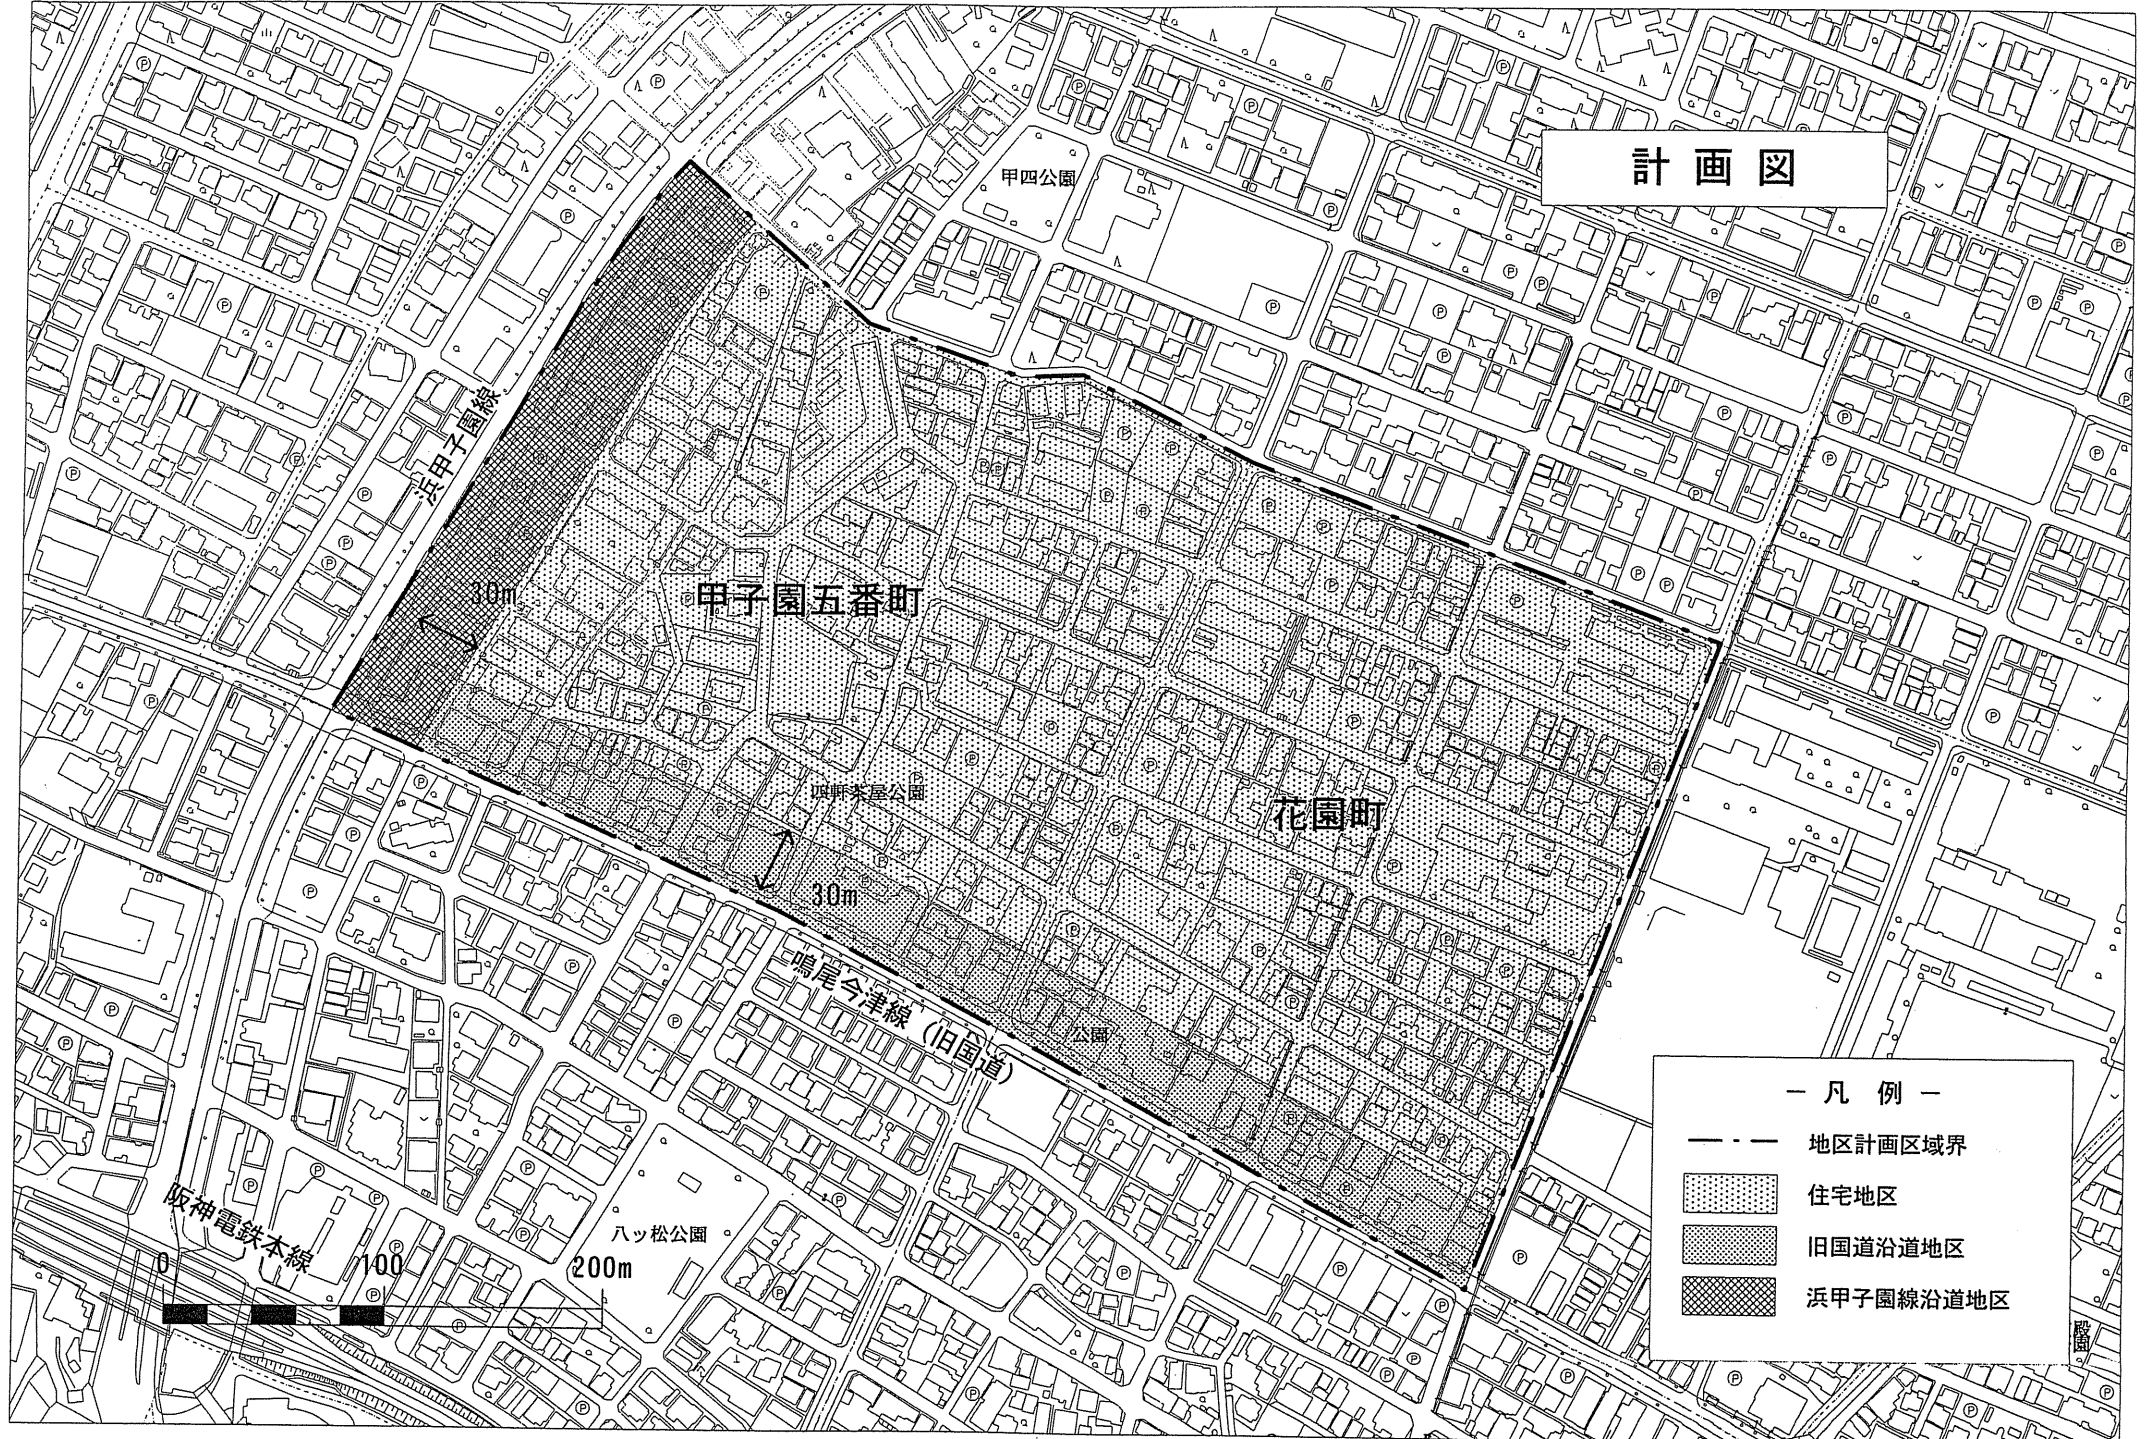 計画図
甲四公園
浜甲子園線
30m
甲子園五番町
四軒茶屋公園
花園町
30m
鳴尾今津線（旧国道）
公園
八ッ松公園
阪神電鉄本線
0 100 200m
－ 凡 例 －
地区計画区域界
住宅地区
旧国道沿道地区
浜甲子園線沿道地区